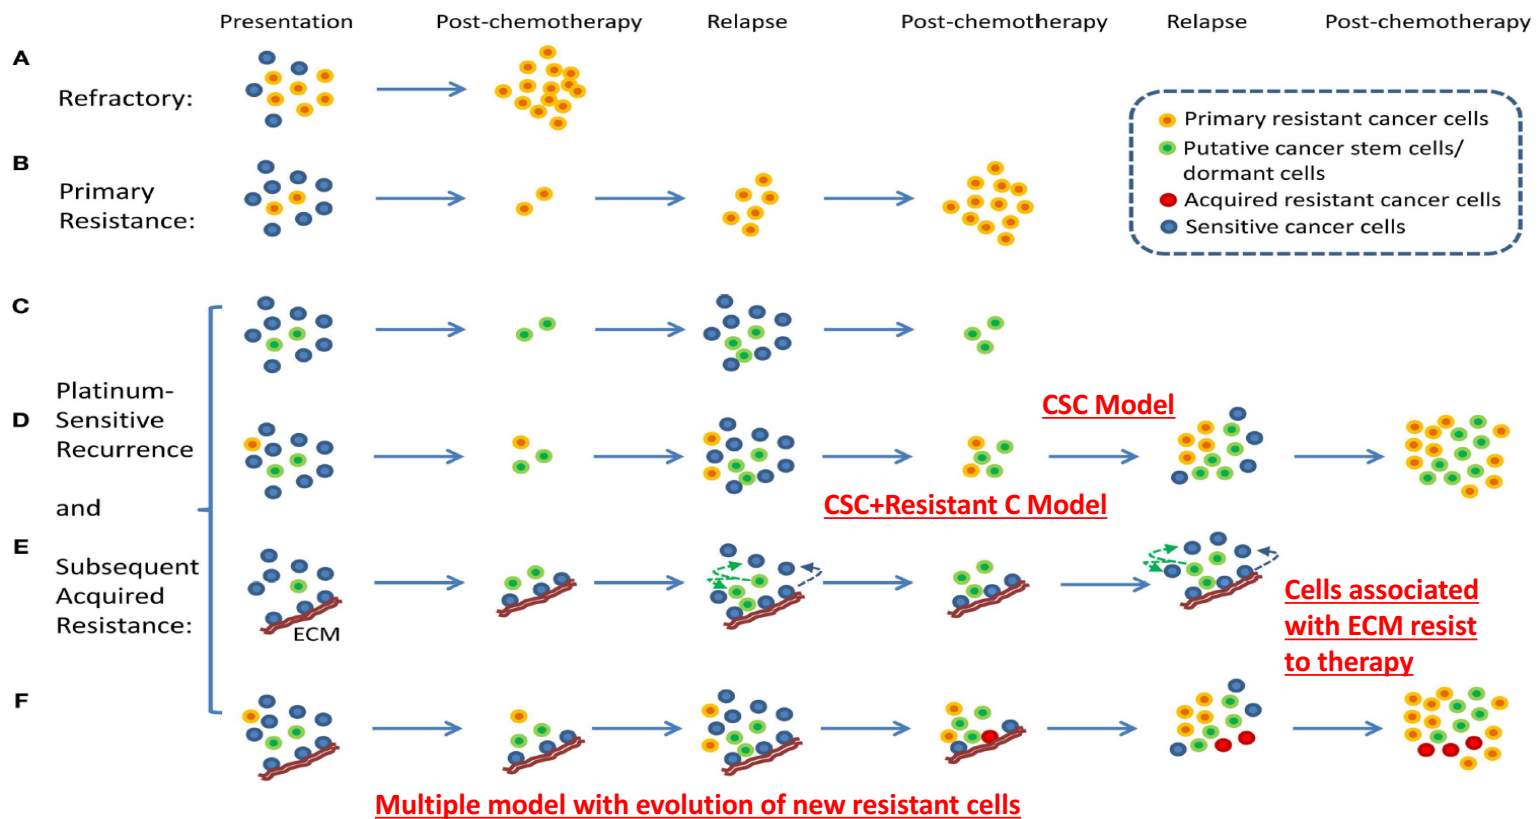 Presentation Post-chemotherapy Relapse Post-chemotherapy Relapse Post-chemotherapy
A
Refractory:
Primary resistant cancer cells
Putative cancer stem cells/
dormant cells
Acquired resistant cancer cells
Sensitive cancer cells
B
Primary
Resistance:
C
Platinum-
D
Sensitive
Recurrence
CSC Model
and
CSC+Resistant C Model
E
Subsequent
Acquired
Resistance:
ECM
Cells associated
with ECM resist
to therapy
F
Multiple model with evolution of new resistant cells